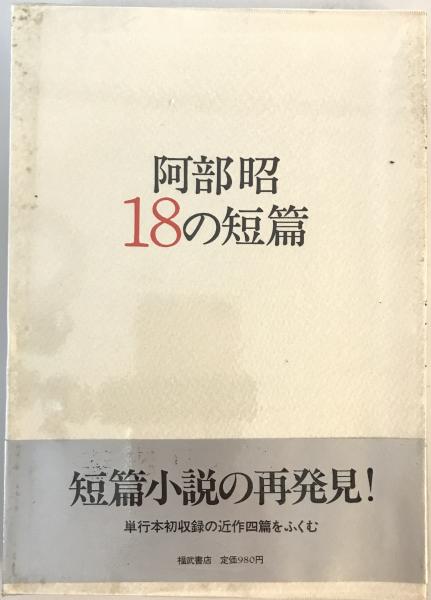 阿部昭
18の短篇
短篇小説の再発見！
単行本初収録の近作四篇をふくむ
福武書店 定価980円